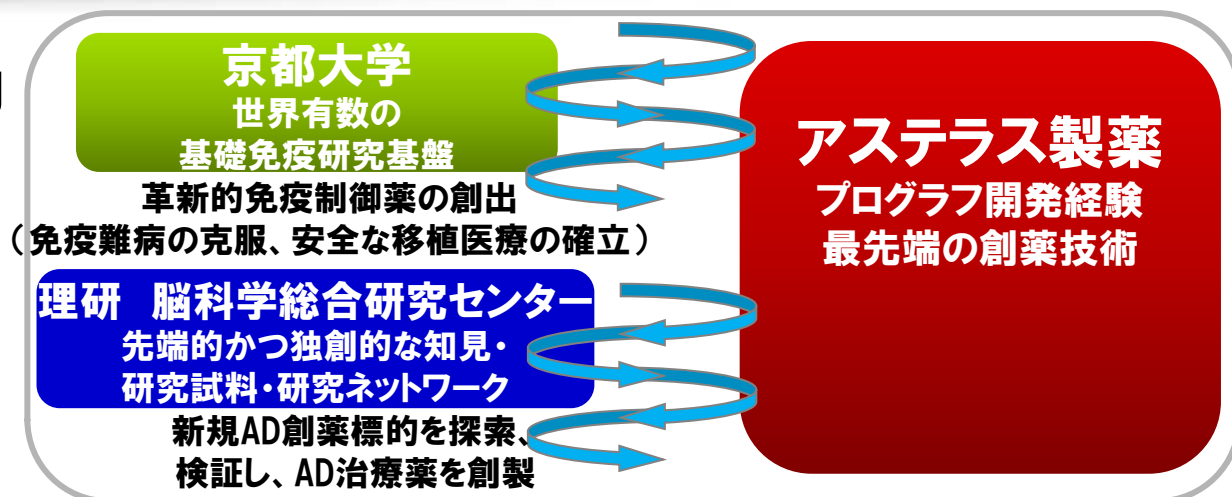 京都大学
世界有数の
基礎免疫研究基盤
革新的免疫制御薬の創出
（免疫難病の克服、安全な移植医療の確立）
理研 脳科学総合研究センター
先端的かつ独創的な知見・
研究試料・研究ネットワーク
新規AD創薬標的を探索、
検証し、AD治療薬を創製
アステラス製薬
プログラフ開発経験
最先端の創薬技術